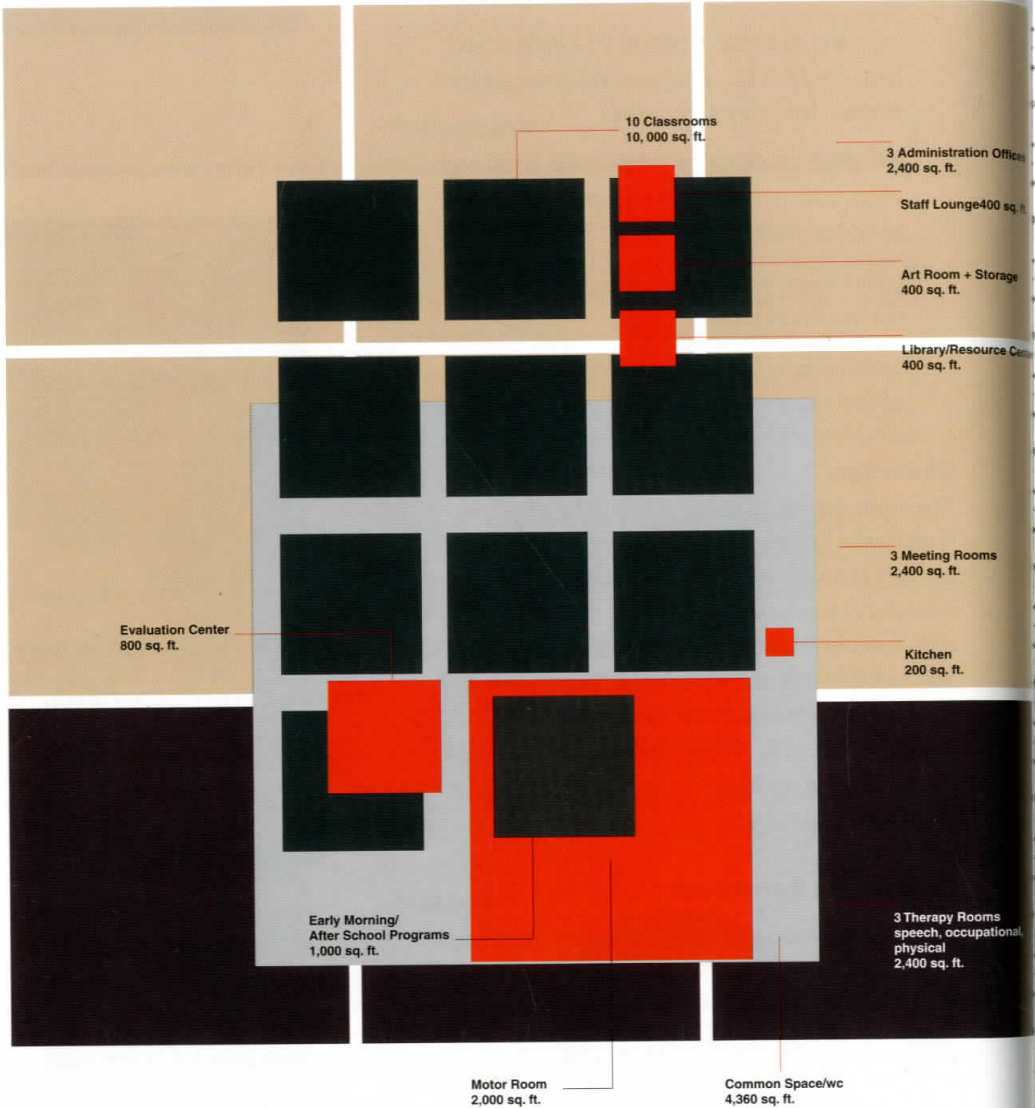 10 Classrooms
10, 000 sq. ft.
3 Administration Offices
2,400 sq. ft.
Staff Lounge400 sq. ft.
Art Room + Storage
400 sq. ft.
Library/Resource
400 sq. ft.
3 Meeting Rooms
2,400 sq. ft.
Evaluation Center
800 sq. ft.
Kitchen
200 sq. ft.
Early Morning/
After School Programs
1,000 sq. ft.
3 Therapy Rooms
speech, occupational,
physical
2,400 sq. ft.
Motor Room
2,000 sq. ft.
Common Space/wc
4,360 sq. ft.